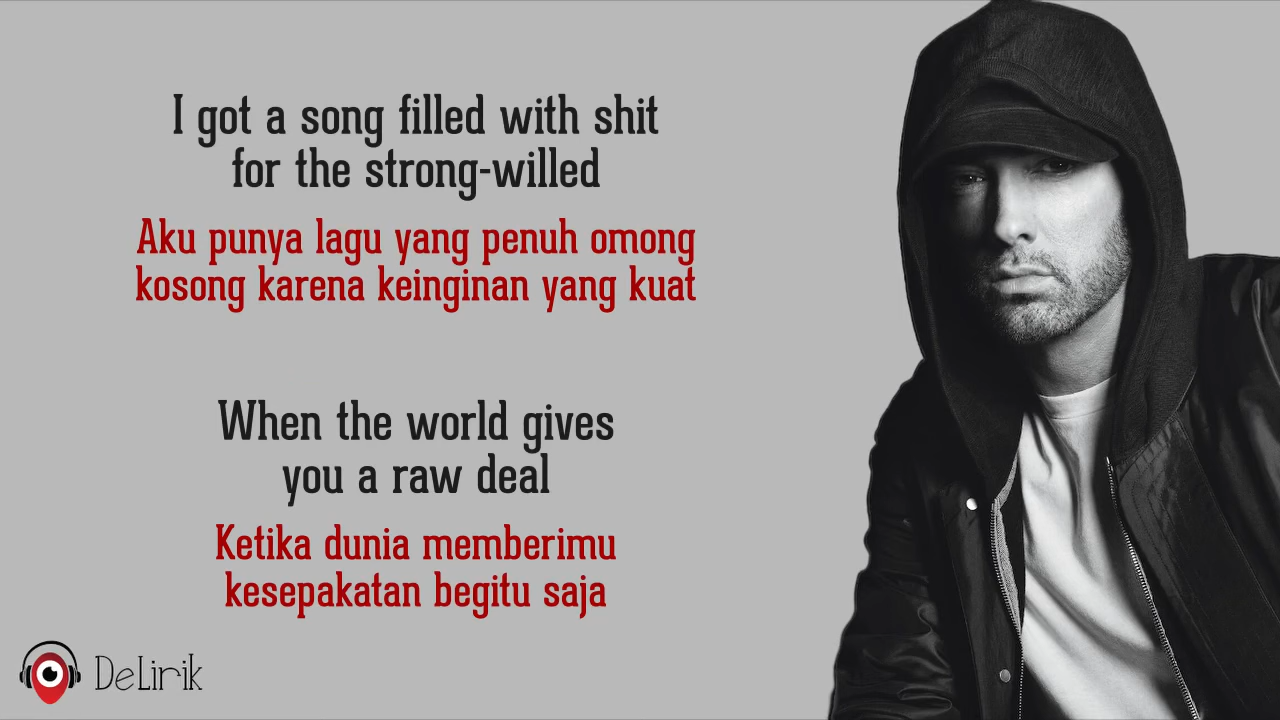 I got a song filled with shit
for the strong-willed
Aku punya lagu yang penuh omong
kosong karena keinginan yang kuat
When the world gives
you a raw deal
Ketika dunia memberimu
kesepakatan begitu saja
DeLirik